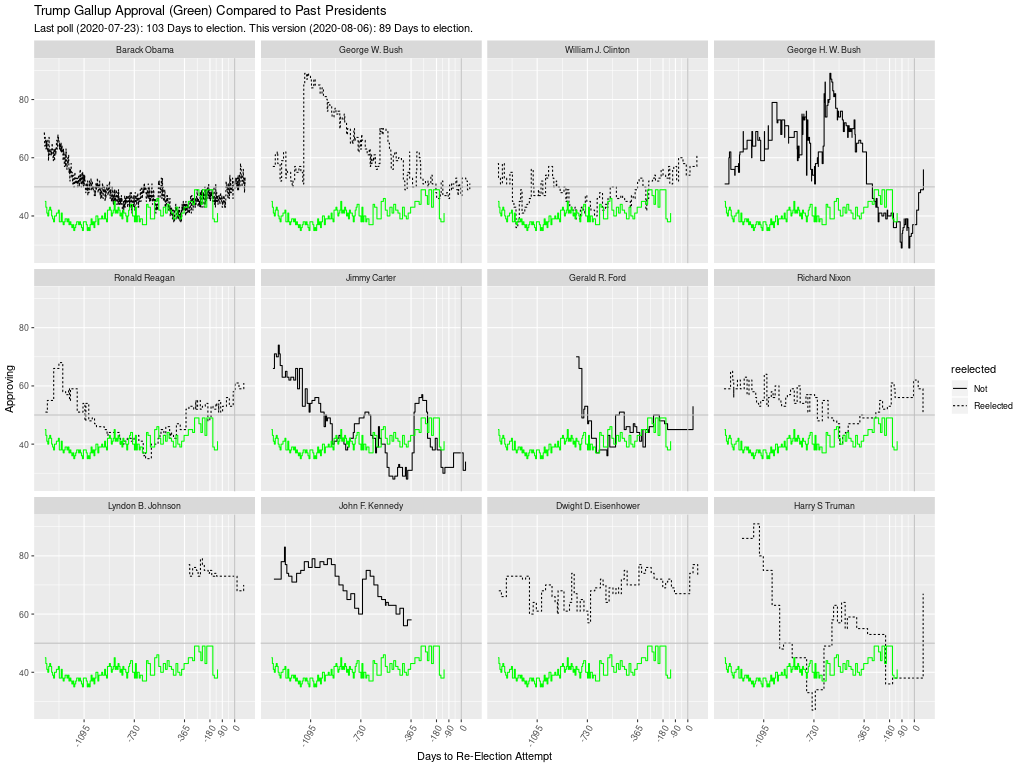 Trump Gallup Approval (Green) Compared to Past Presidents
Last poll (2020-07-23): 103 Days to election. This version (2020-08-06): 89 Days to election.
Barack Obama
George W. Bush
William J. Clinton
George H. W. Bush
80
60
40
Ronald Reagan
Jimmy Carter
Gerald R. Ford
Richard Nixon
80
60
40
Approving
reelected
Not
Reelected
Lyndon B. Johnson
John F. Kennedy
Dwight D. Eisenhower
Harry S Truman
80
60
40
-1095 -730 -365 -180 -90 0
-1095 -730 -365 -180 -90 0
-1095 -730 -365 -180 -90 0
-1095 -730 -365 -180 -90 0
Days to Re-Election Attempt